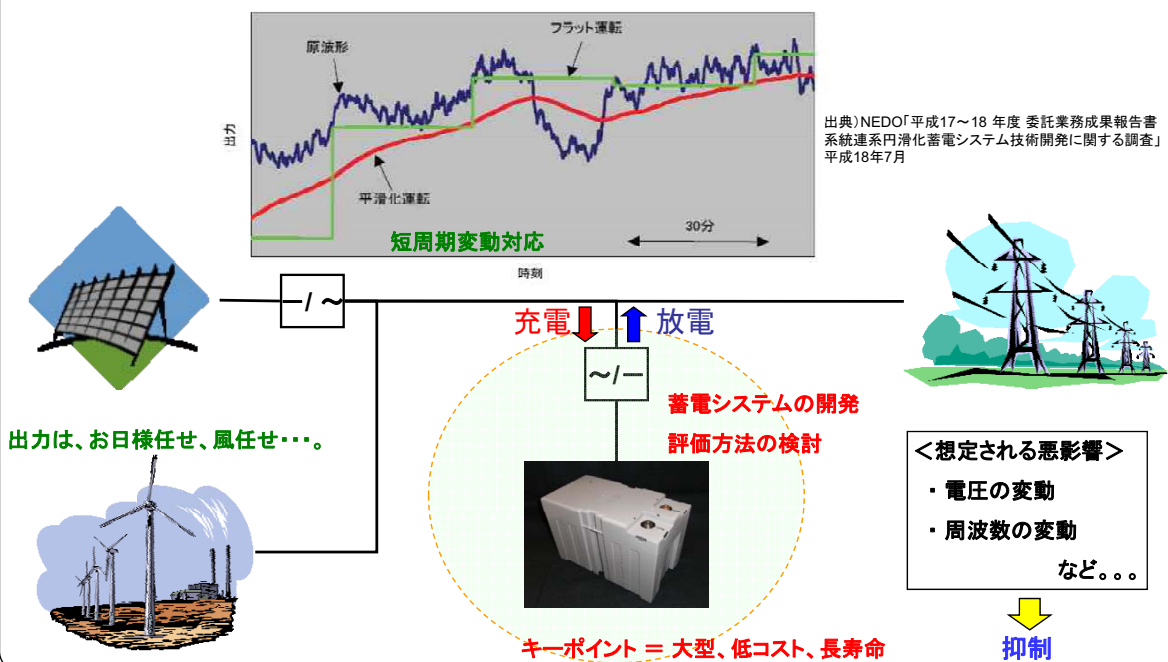 フラット運転
原波形
出力
平滑化運転
短周期変動対応
30分
時刻
出典)NEDO「平成17~18 年度 委託業務成果報告書
系統連系円滑化蓄電システム技術開発に関する調査」
平成18年7月
―/~
充電
放電
~/―
蓄電システムの開発
評価方法の検討
出力は、お日様任せ、風任せ・・・。
<想定される悪影響>
・電圧の変動
・周波数の変動
など。。。
抑制
キーポイント = 大型、低コスト、長寿命